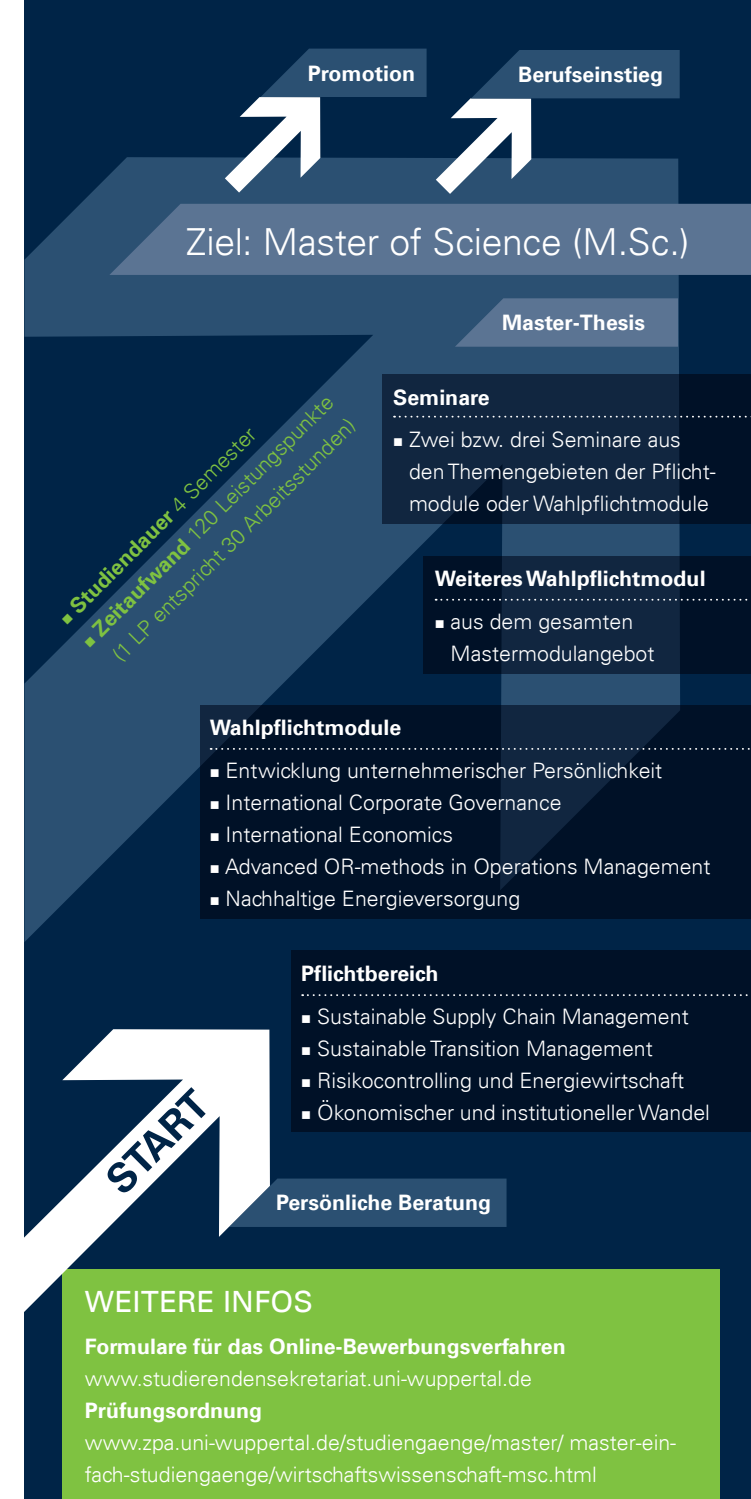 Promotion
Berufseinstieg
Ziel: Master of Science (M.Sc.)
Master-Thesis
▪ Studiendauer 4 Semester
▪ Zeitaufwand 120 Leistungspunkte
(1 LP entspricht 30 Arbeitsstunden)
Seminare
▪ Zwei bzw. drei Seminare aus
den Themengebieten der Pflicht-
module oder Wahlpflichtmodule
Weiteres Wahlpflichtmodul
▪ aus dem gesamten
Mastermodulangebot
Wahlpflichtmodule
▪ Entwicklung unternehmerischer Persönlichkeit
▪ International Corporate Governance
▪ International Economics
▪ Advanced OR-methods in Operations Management
▪ Nachhaltige Energieversorgung
Pflichtbereich
▪ Sustainable Supply Chain Management
▪ Sustainable Transition Management
▪ Risikocontrolling und Energiewirtschaft
▪ Ökonomischer und institutioneller Wandel
START
Persönliche Beratung
WEITERE INFOS
Formulare für das Online-Bewerbungsverfahren
www.studierendensekretariat.uni-wuppertal.de
Prüfungsordnung
www.zpa.uni-wuppertal.de/studiengaenge/master/ master-ein-
fach-studiengaenge/wirtschaftswissenschaft-msc.html